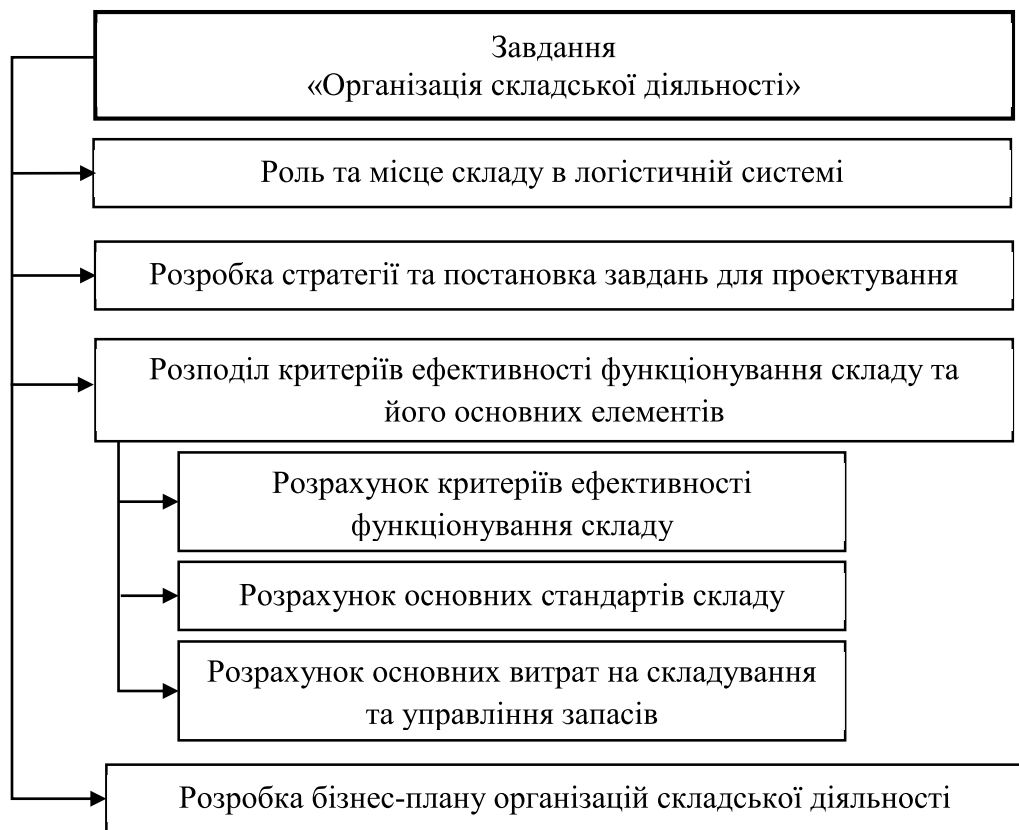 Завдання
«Організація складської діяльності»
Роль та місце складу в логістичній системі
Розробка стратегії та постановка завдань для проектування
Розподіл критеріїв ефективності функціонування складу та
його основних елементів
Розрахунок критеріїв ефективності
функціонування складу
Розрахунок основних стандартів складу
Розрахунок основних витрат на складування
та управління запасів
Розробка бізнес-плану організацій складської діяльності